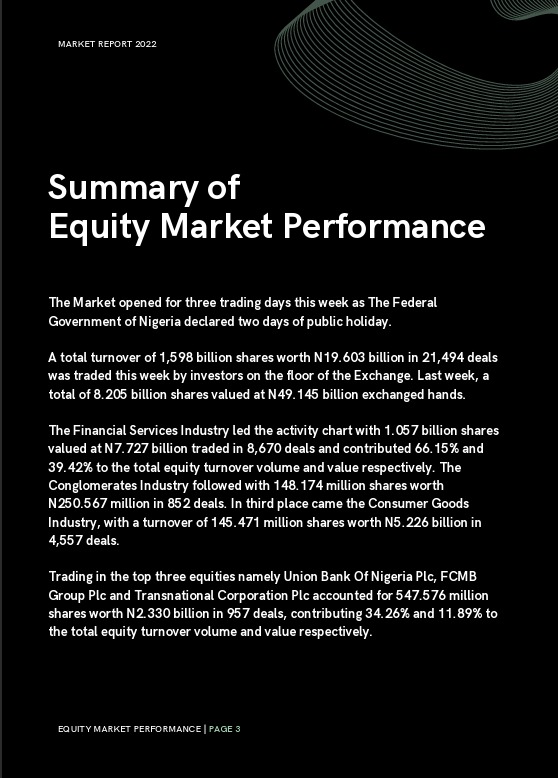 MARKET REPORT 2022
Summary of
Equity Market Performance
The Market opened for three trading days this week as The Federal
Government of Nigeria declared two days of public holiday.
A total turnover of 1,598 billion shares worth N19.603 billion in 21,494 deals
was traded this week by investors on the floor of the Exchange. Last week, a
total of 8.205 billion shares valued at N49.145 billion exchanged hands.
The Financial Services Industry led the activity chart with 1.057 billion shares
valued at N7.727 billion traded in 8,670 deals and contributed 66.15% and
39.42% to the total equity turnover volume and value respectively. The
Conglomerates Industry followed with 148.174 million shares worth
N250.567 million in 852 deals. In third place came the Consumer Goods
Industry, with a turnover of 145.471 million shares worth N5.226 billion in
4,557 deals.
Trading in the top three equities namely Union Bank Of Nigeria Plc, FCMB
Group Plc and Transnational Corporation Plc accounted for 547.576 million
shares worth N2.330 billion in 957 deals, contributing 34.26% and 11.89% to
the total equity turnover volume and value respectively.
EQUITY MARKET PERFORMANCE | PAGE 3